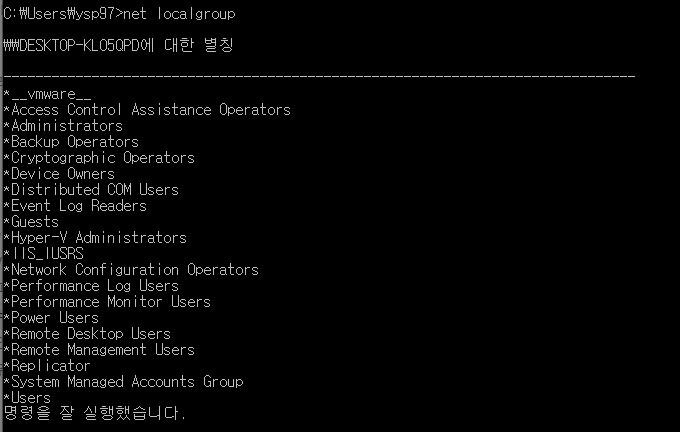 C:₩Users₩ysp97>net localgroup
₩₩DESKTOP-KLO5QPD에 대한 별칭
-------------------------------------------------------------------------------
*__vmware__
*Access Control Assistance Operators
*Administrators
*Backup Operators
*Cryptographic Operators
*Device Owners
*Distributed COM Users
*Event Log Readers
*Guests
*Hyper-V Administrators
*IIS_IUSRS
*Network Configuration Operators
*Performance Log Users
*Performance Monitor Users
*Power Users
*Remote Desktop Users
*Remote Management Users
*Replicator
*System Managed Accounts Group
*Users
명령을 잘 실행했습니다.